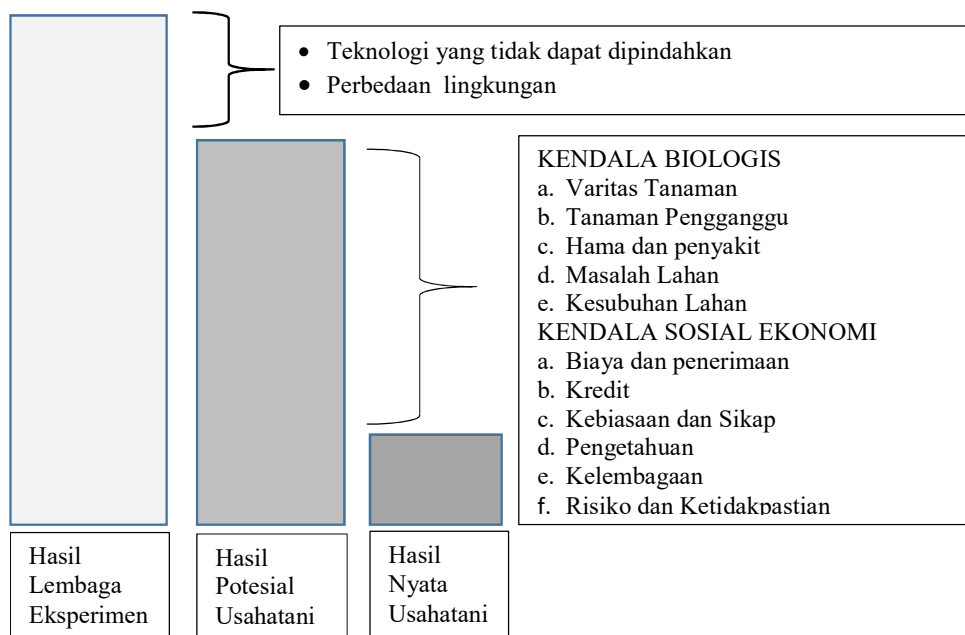 • Teknologi yang tidak dapat dipindahkan
• Perbedaan lingkungan
KENDALA BIOLOGIS
a. Varitas Tanaman
b. Tanaman Pengganggu
c. Hama dan penyakit
d. Masalah Lahan
e. Kesubuhan Lahan
KENDALA SOSIAL EKONOMI
a. Biaya dan penerimaan
b. Kredit
c. Kebiasaan dan Sikap
d. Pengetahuan
e. Kelembagaan
f. Risiko dan Ketidakpastian
Hasil
Lembaga
Eksperimen
Hasil
Potesial
Usahatani
Hasil
Nyata
Usahatani